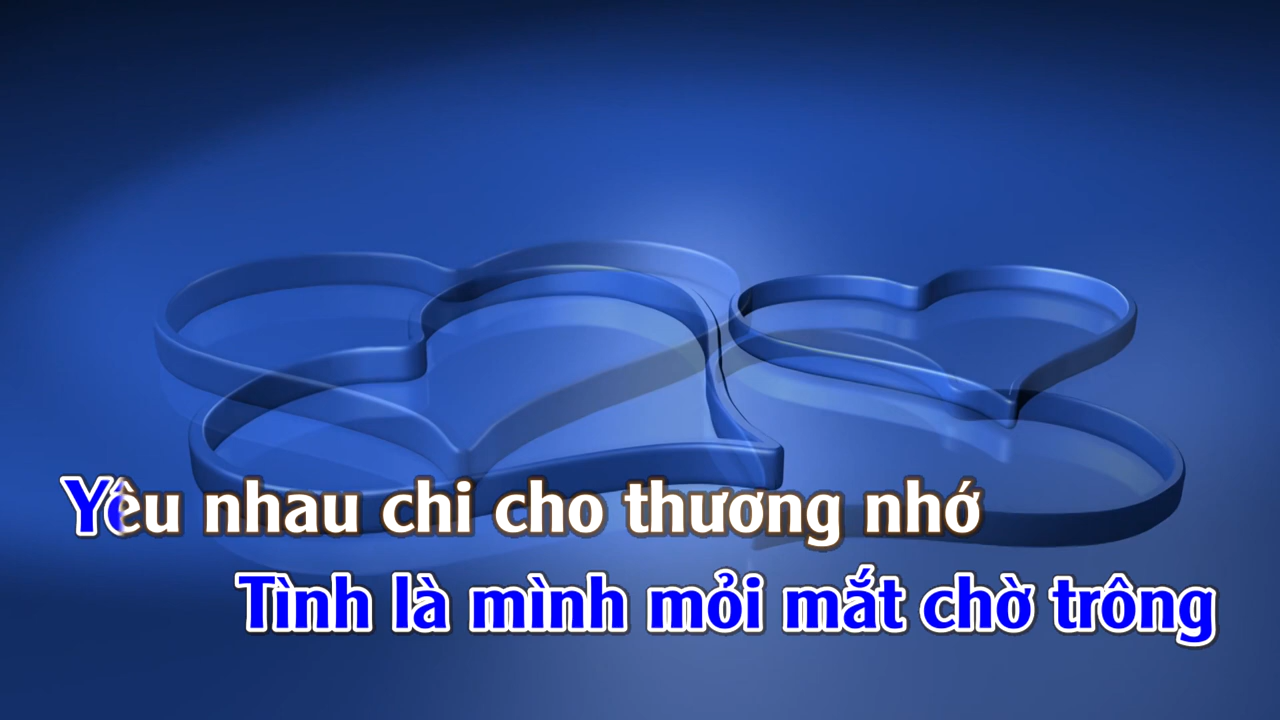 Yêu nhau chi cho thương nhớ
Tình là mình mỏi mắt chờ trông